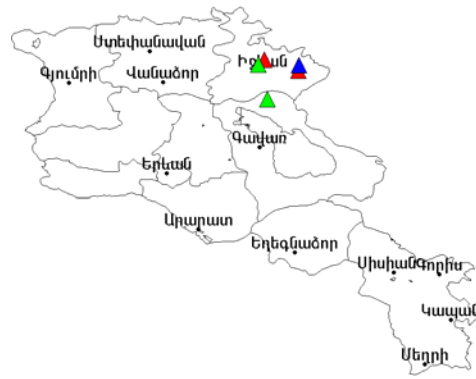 Ստեփանավան
Իջևան
Գյումրի
Վանաձոր
Գավառ
Երևան
Արարատ
Եղեգնաձոր
Սիսիան
Գորիս
Կապան
Մեղրի